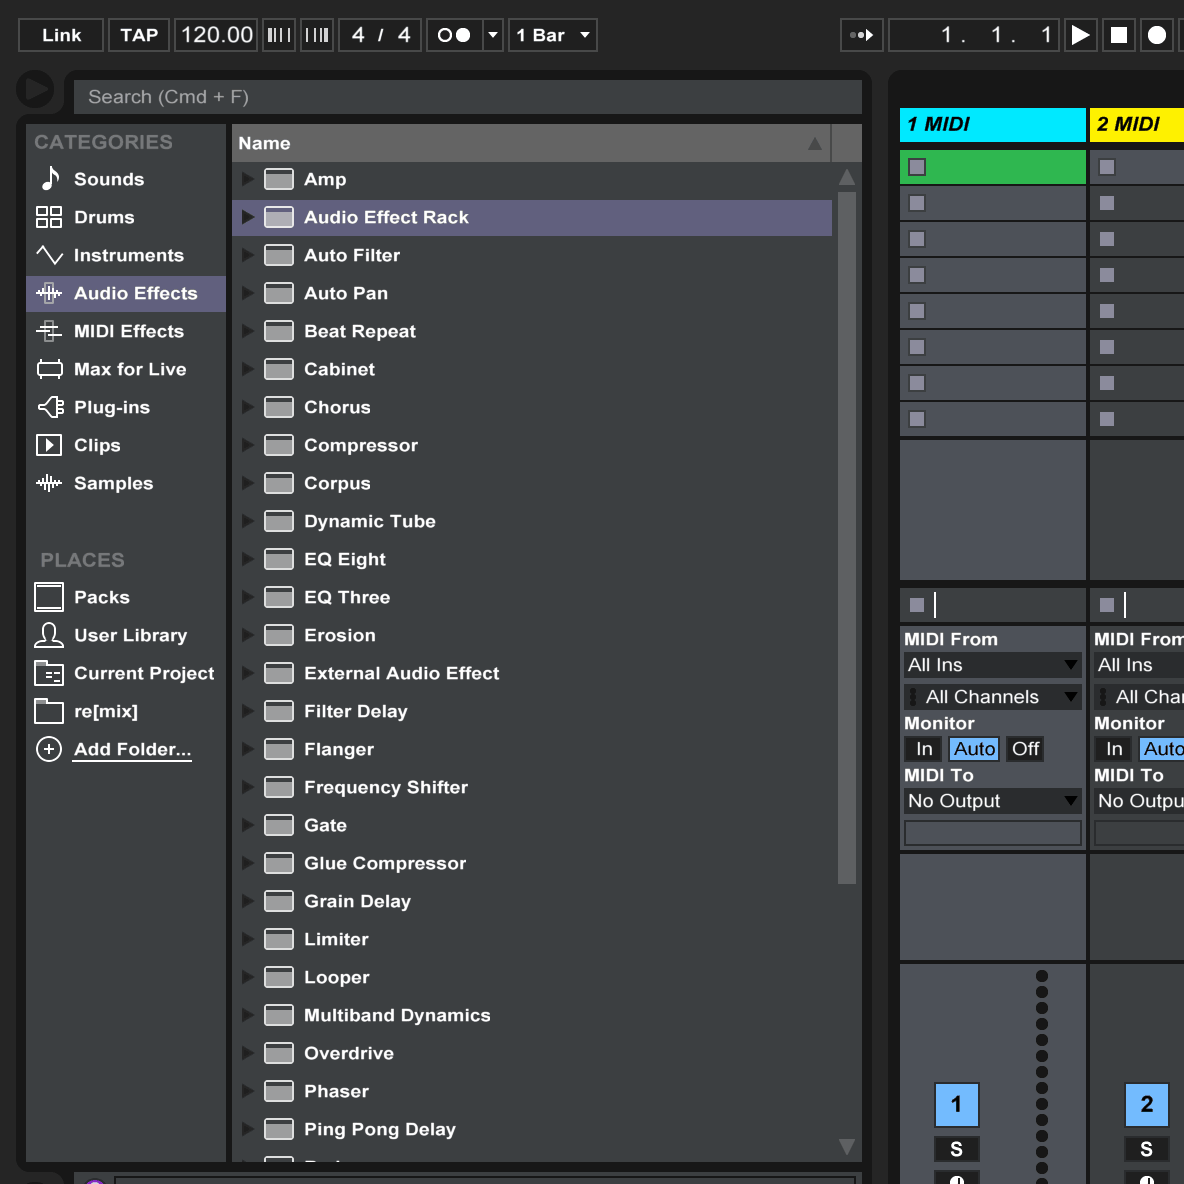 Link TAP 120.00 4 / 4 1 Bar 1. 1. 1
Search (Cmd + F)
CATEGORIES
Sounds
Drums
Instruments
Audio Effects
MIDI Effects
Max for Live
Plug-ins
Clips
Samples
PLACES
Packs
User Library
Current Project
re[mix]
Add Folder...
Name
Amp
Audio Effect Rack
Auto Filter
Auto Pan
Beat Repeat
Cabinet
Chorus
Compressor
Corpus
Dynamic Tube
EQ Eight
EQ Three
Erosion
External Audio Effect
Filter Delay
Flanger
Frequency Shifter
Gate
Glue Compressor
Grain Delay
Limiter
Looper
Multiband Dynamics
Overdrive
Phaser
Ping Pong Delay
1 MIDI
MIDI From
All Ins
All Channels
Monitor
In Auto Off
MIDI To
No Output
1
S
2 MIDI
MIDI From
All Ins
All Chan
Monitor
In Auto
MIDI To
No Outpu
2
S